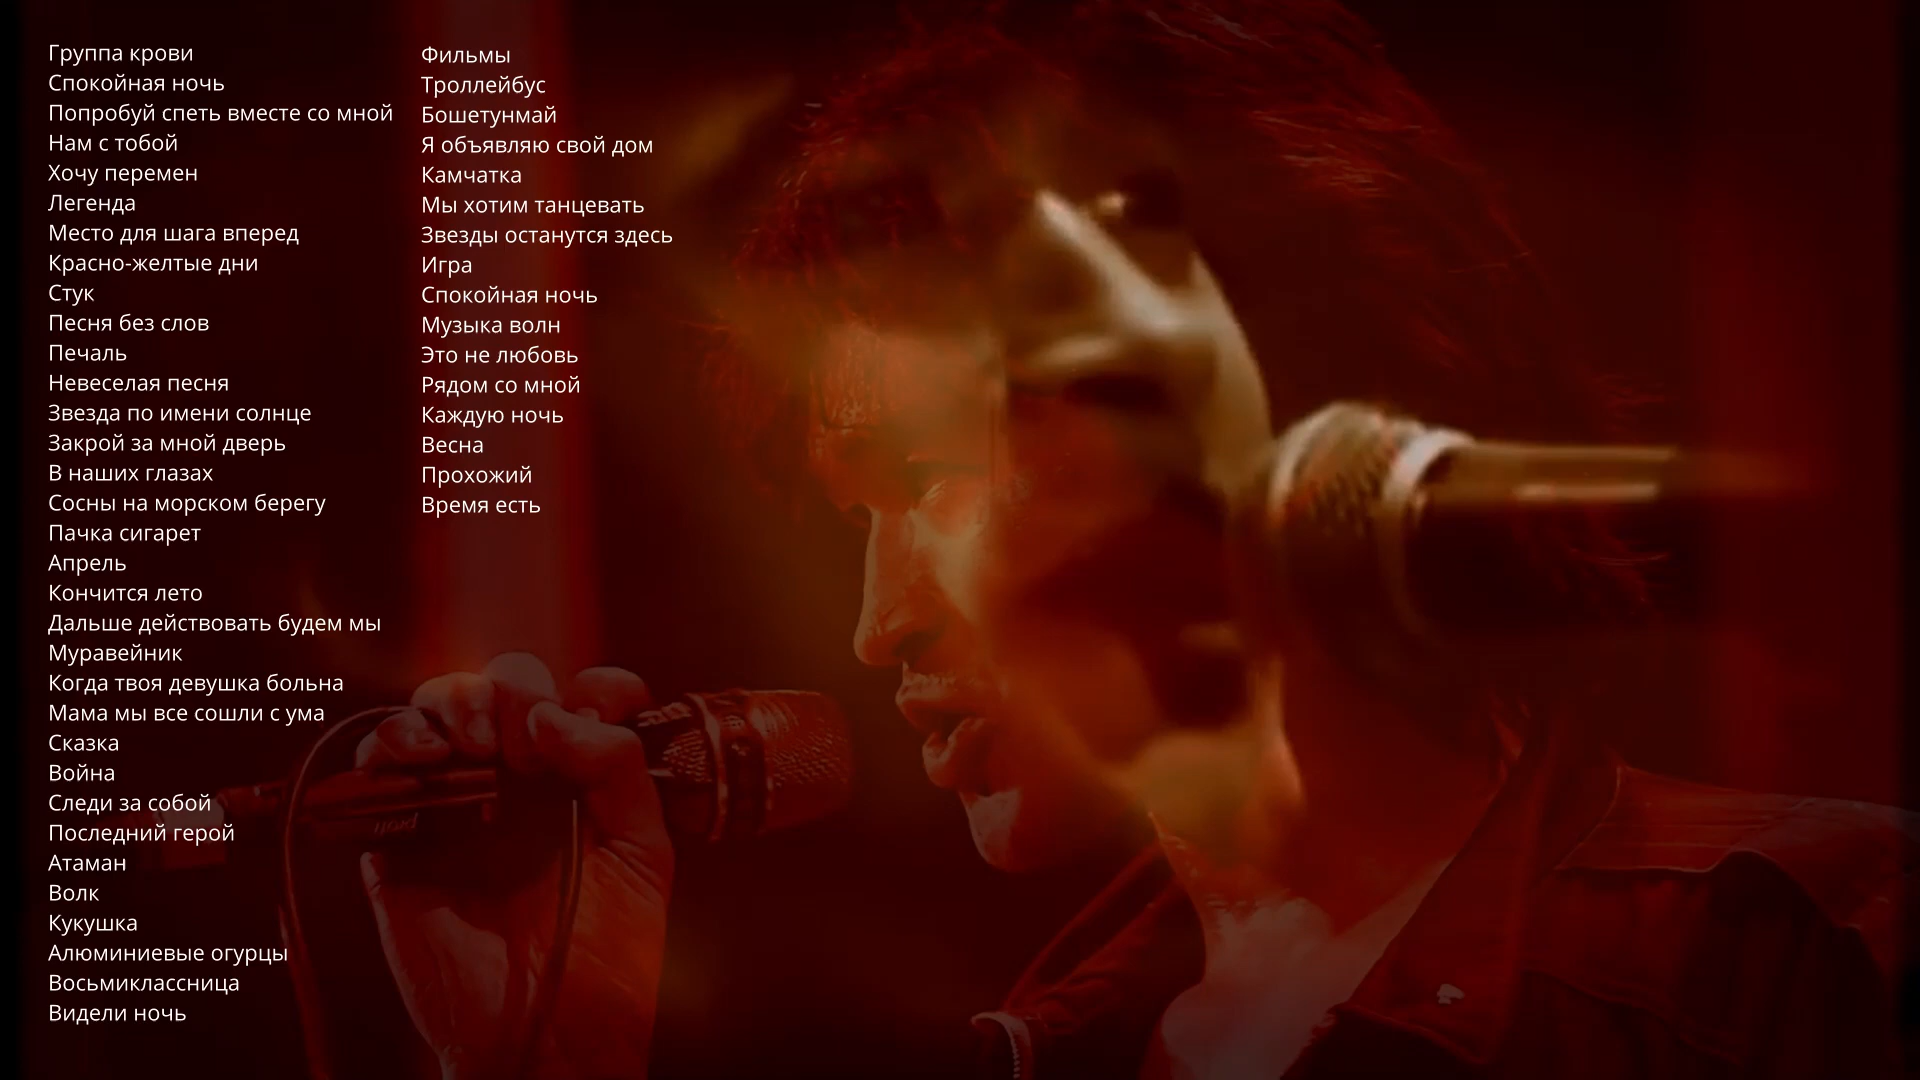 Группа крови
Спокойная ночь
Попробуй спеть вместе со мной
Нам с тобой
Хочу перемен
Легенда
Место для шага вперед
Красно-желтые дни
Стук
Песня без слов
Печаль
Невеселая песня
Звезда по имени солнце
Закрой за мной дверь
В наших глазах
Сосны на морском берегу
Пачка сигарет
Апрель
Кончится лето
Дальше действовать будем мы
Муравейник
Когда твоя девушка больна
Мама мы все сошли с ума
Сказка
Война
Следи за собой
Последний герой
Атаман
Волк
Кукушка
Алюминиевые огурцы
Восьмиклассница
Видели ночь
Фильмы
Троллейбус
Бошетунмай
Я объявляю свой дом
Камчатка
Мы хотим танцевать
Звезды останутся здесь
Игра
Спокойная ночь
Музыка волн
Это не любовь
Рядом со мной
Каждую ночь
Весна
Прохожий
Время есть